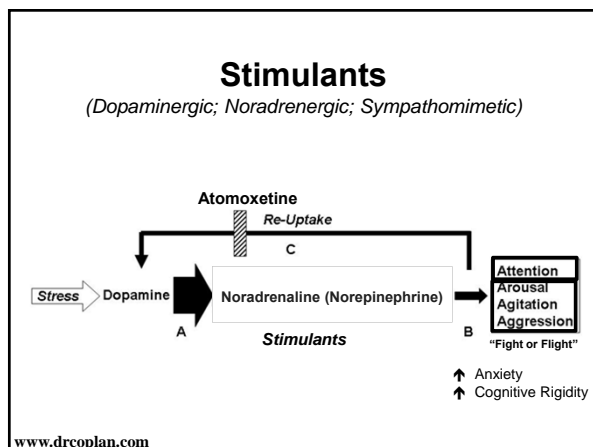 Stimulants
(Dopaminergic; Noradrenergic; Sympathomimetic)
Atomoxetine
Re-Uptake
C
Stress
Dopamine
A
Noradrenaline (Norepinephrine)
Stimulants
B
Attention
Arousal
Agitation
Aggression
“Fight or Flight”
↑ Anxiety
↑ Cognitive Rigidity
www.drcoplan.com